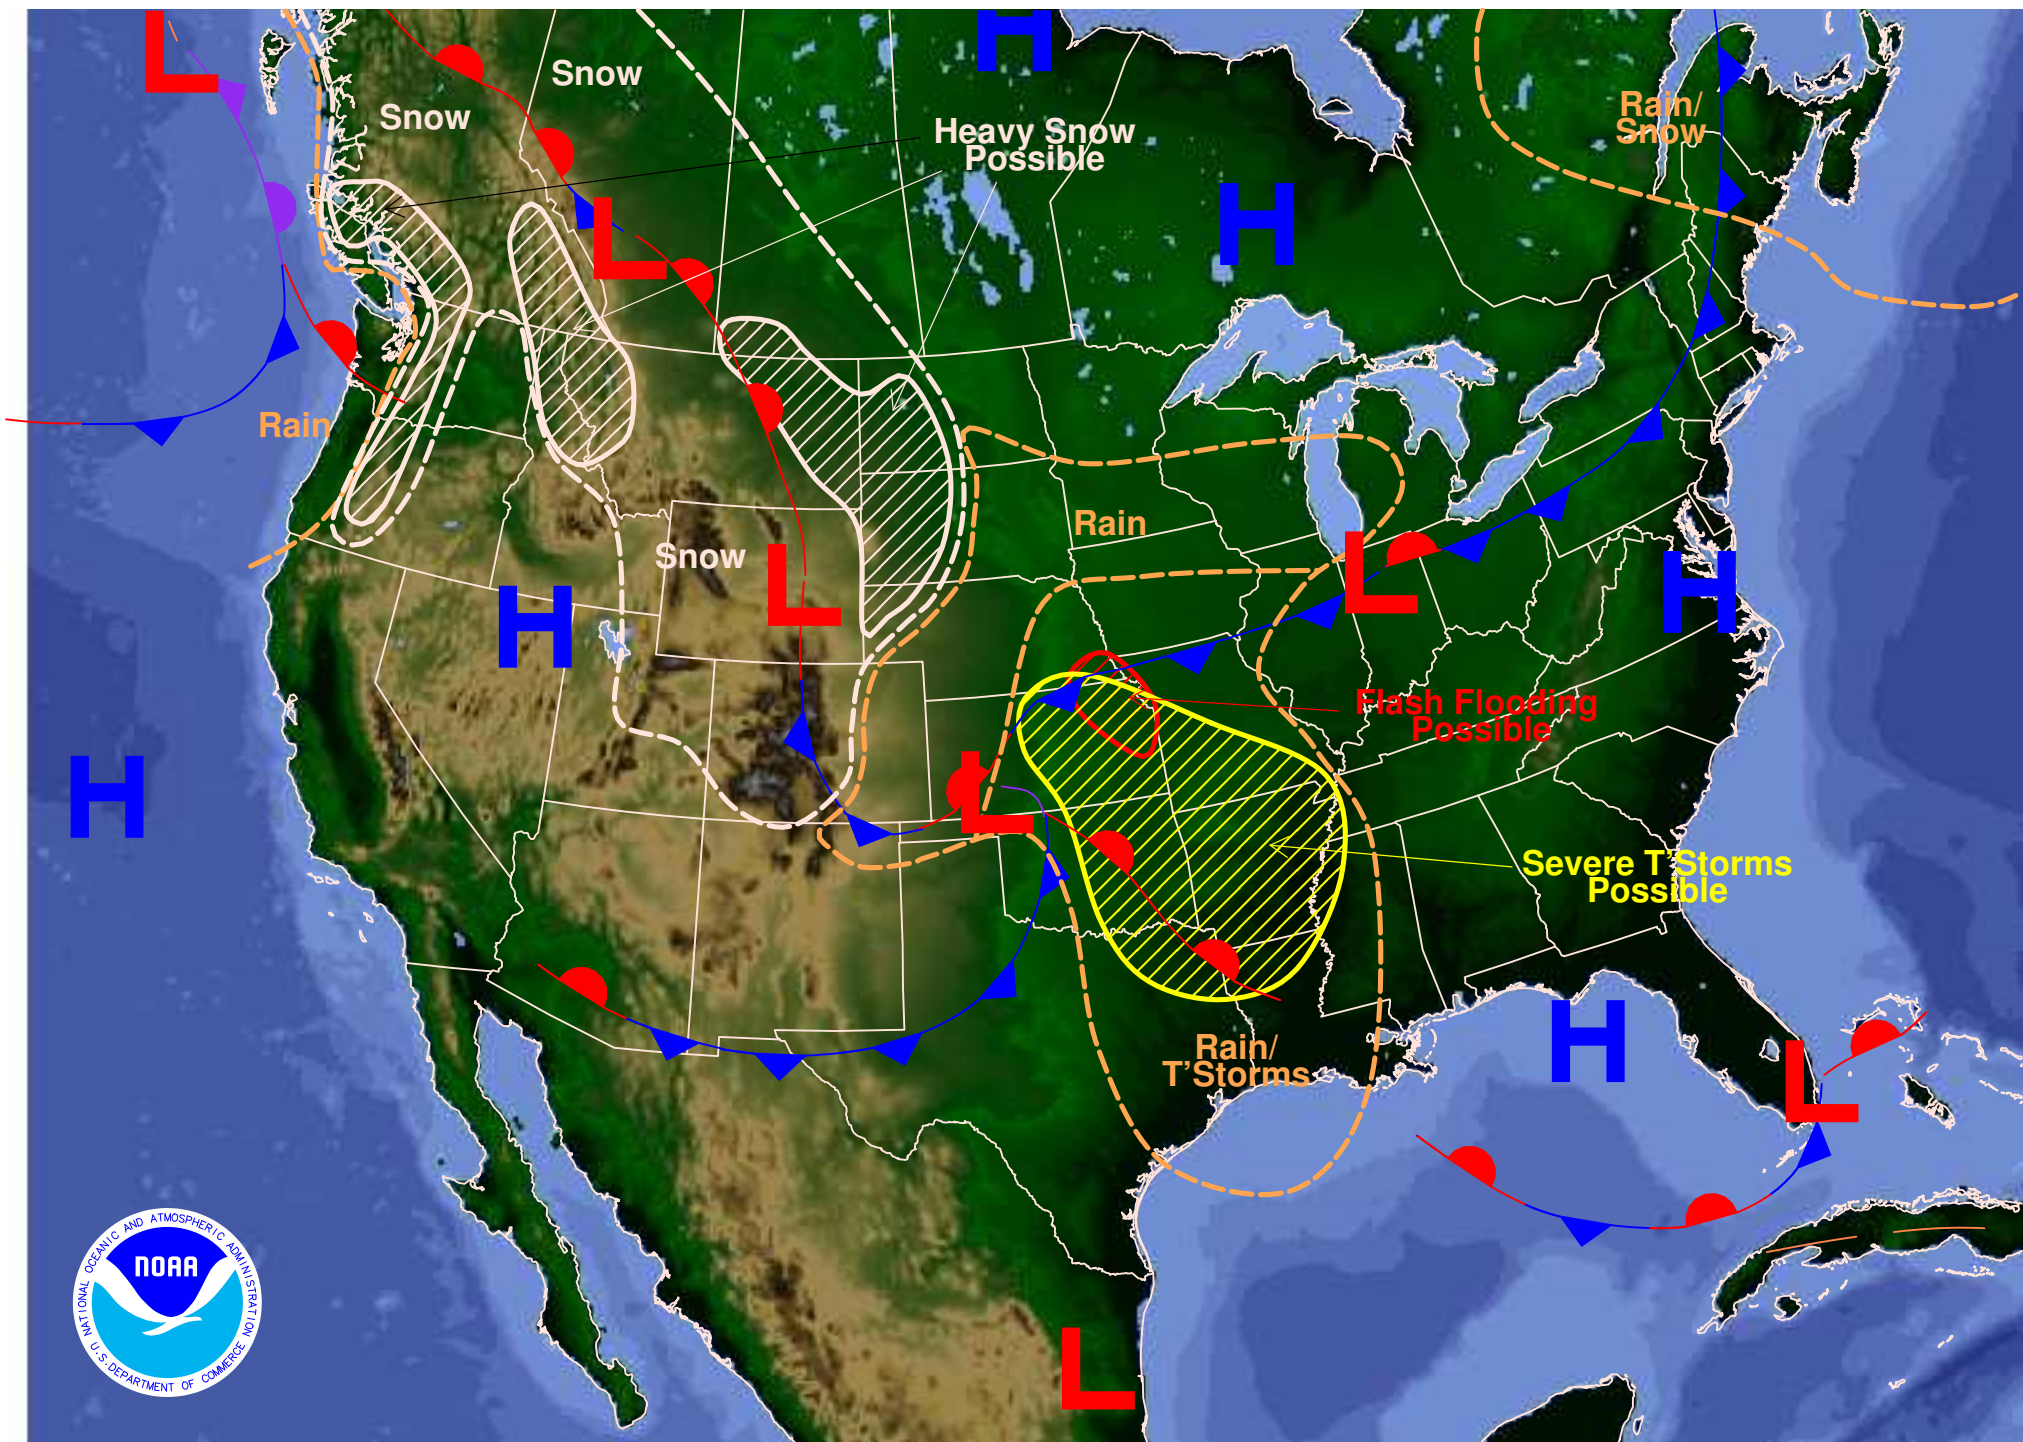 L
H
Snow
Snow
Rain/
Snow
Heavy Snow
Possible
H
L
Rain
Rain
Snow
L
L
H
H
Flash Flooding
Possible
H
L
Severe T'Storms
Possible
H
Rain/
T'Storms
L
L
NOAA
NATIONAL OCEANIC AND ATMOSPHERIC ADMINISTRATION
U.S. DEPARTMENT OF COMMERCE